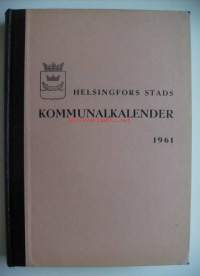 HELSINGFORS STADS
KOMMUNALKALENDER
1961